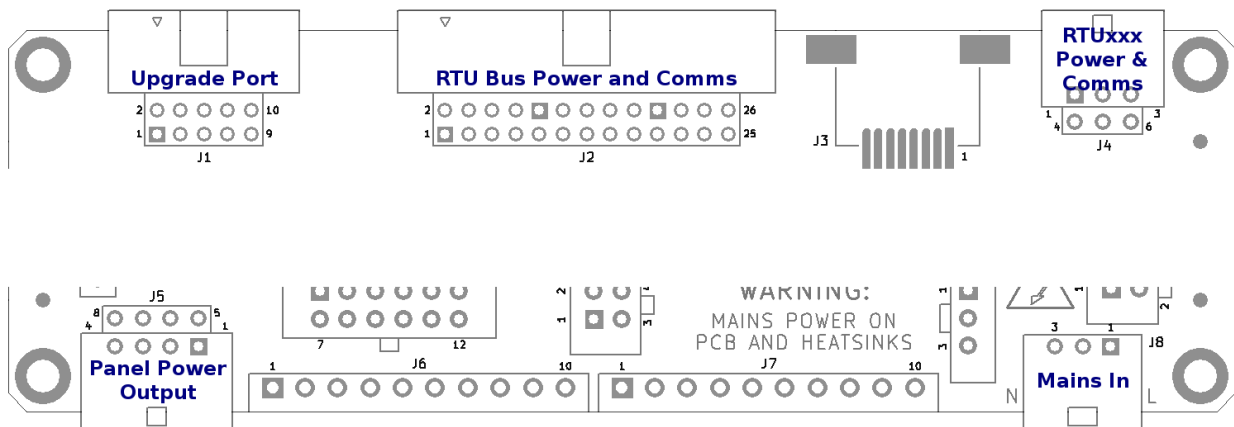 Upgrade Port
2 10
1 9
J1
RTU Bus Power and Comms
2 26
1 25
J2
J3
1
RTUxxx
Power &
Comms
1 3
4 6
J4
J5
8 5
4 1
Panel Power
Output
7 12
2
1 3
1 J6 10
WARNING:
MAINS POWER ON
PCB AND HEATSINKS
1 J7 10
1
3
1
2
3 1
J8
Mains In
N L